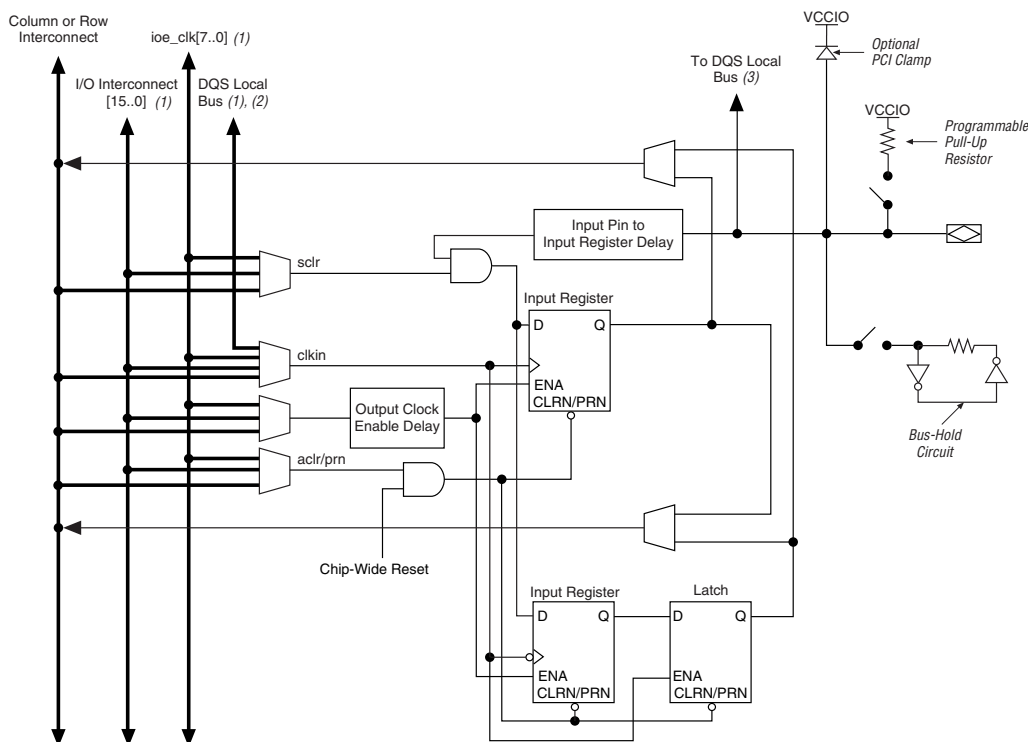 Column or Row
Interconnect
ioe_clk[7..0] (1)
I/O Interconnect
[15..0] (1)
DQS Local
Bus (1), (2)
To DQS Local
Bus (3)
VCCIO
Optional
PCI Clamp
VCCIO
Programmable
Pull-Up
Resistor
Input Pin to
Input Register Delay
sclr
Input Register
D
Q
clkin
ENA
CLRN/PRN
Output Clock
Enable Delay
aclr/prn
Bus-Hold
Circuit
Chip-Wide Reset
Input Register
Latch
D
Q
D
Q
ENA
CLRN/PRN
ENA
CLRN/PRN